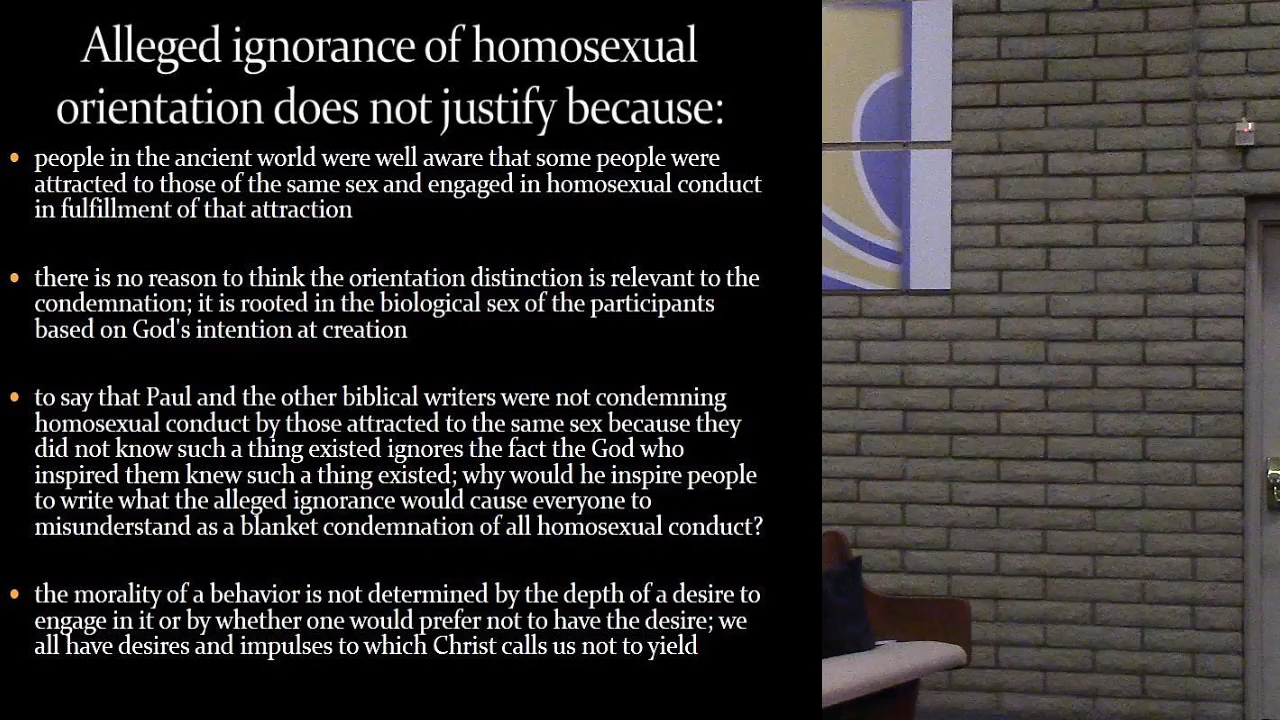 Alleged ignorance of homosexual
orientation does not justify because:
• people in the ancient world were well aware that some people were
attracted to those of the same sex and engaged in homosexual conduct
in fulfillment of that attraction
• there is no reason to think the orientation distinction is relevant to the
condemnation; it is rooted in the biological sex of the participants
based on God's intention at creation
• to say that Paul and the other biblical writers were not condemning
homosexual conduct by those attracted to the same sex because they
did not know such a thing existed ignores the fact the God who
inspired them knew such a thing existed; why would he inspire people
to write what the alleged ignorance would cause everyone to
misunderstand as a blanket condemnation of all homosexual conduct?
• the morality of a behavior is not determined by the depth of a desire to
engage in it or by whether one would prefer not to have the desire; we
all have desires and impulses to which Christ calls us not to yield